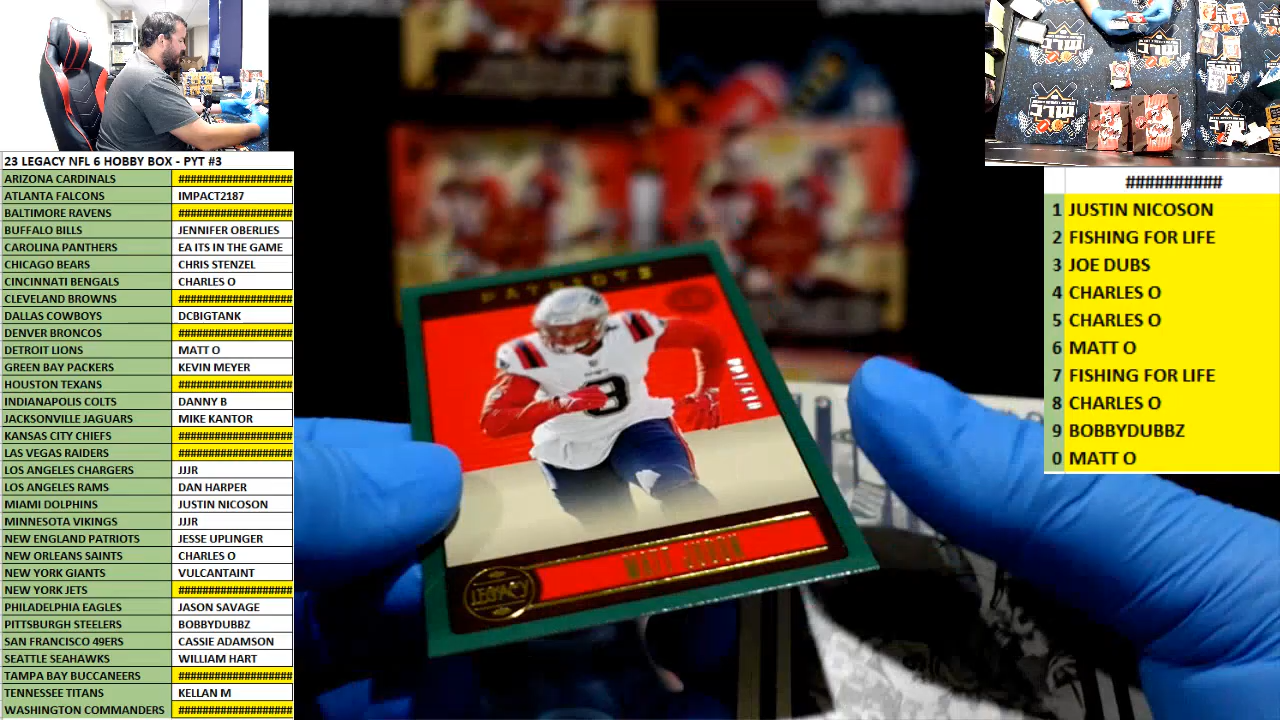 23 LEGACY NFL 6 HOBBY BOX - PYT #3
ARIZONA CARDINALS ###################
ATLANTA FALCONS IMPACT2187
BALTIMORE RAVENS ###################
BUFFALO BILLS JENNIFER OBERLIES
CAROLINA PANTHERS EA ITS IN THE GAME
CHICAGO BEARS CHRIS STENZEL
CINCINNATI BENGALS CHARLES O
CLEVELAND BROWNS ###################
DALLAS COWBOYS DCBIGTANK
DENVER BRONCOS ###################
DETROIT LIONS MATT O
GREEN BAY PACKERS KEVIN MEYER
HOUSTON TEXANS ###################
INDIANAPOLIS COLTS DANNY B
JACKSONVILLE JAGUARS MIKE KANTOR
KANSAS CITY CHIEFS ###################
LAS VEGAS RAIDERS ###################
LOS ANGELES CHARGERS JJJR
LOS ANGELES RAMS DAN HARPER
MIAMI DOLPHINS JUSTIN NICOSON
MINNESOTA VIKINGS JJJR
NEW ENGLAND PATRIOTS JESSE UPLINGER
NEW ORLEANS SAINTS CHARLES O
NEW YORK GIANTS VULCANTAINT
NEW YORK JETS ###################
PHILADELPHIA EAGLES JASON SAVAGE
PITTSBURGH STEELERS BOBBYDUBBZ
SAN FRANCISCO 49ERS CASSIE ADAMSON
SEATTLE SEAHAWKS WILLIAM HART
TAMPA BAY BUCCANEERS ###################
TENNESSEE TITANS KELLAN M
WASHINGTON COMMANDERS ###################
PATRIOTS
013/100
MATT JUDON
LEGACY
##########
1 JUSTIN NICOSON
2 FISHING FOR LIFE
3 JOE DUBS
4 CHARLES O
5 CHARLES O
6 MATT O
7 FISHING FOR LIFE
8 CHARLES O
9 BOBBYDUBBZ
0 MATT O